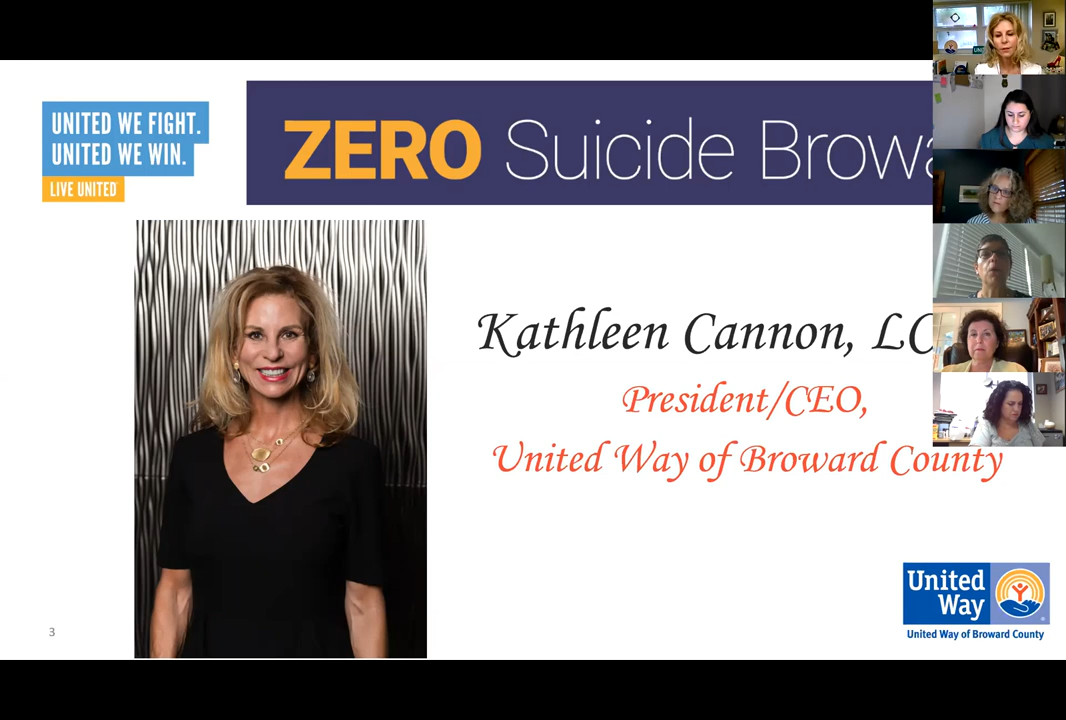 UNITED WE FIGHT.
UNITED WE WIN.
LIVE UNITED
ZERO Suicide Browa
Kathleen Cannon, LC
President/CEO,
United Way of Broward County
United
Way
United Way of Broward County
3